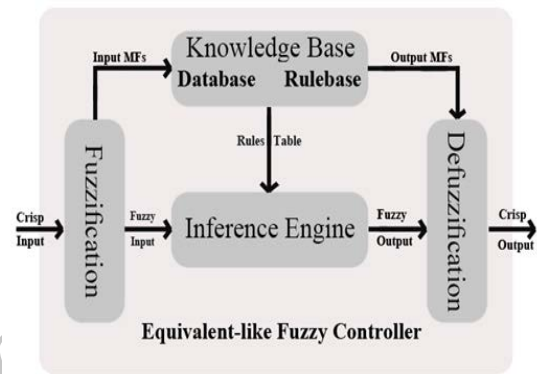 Knowledge Base
Database Rulebase
Input MFs
Output MFs
Rules Table
Fuzzification
Defuzzification
Crisp
Input
Fuzzy
Input
Inference Engine
Fuzzy
Output
Crisp
Output
Equivalent-like Fuzzy Controller